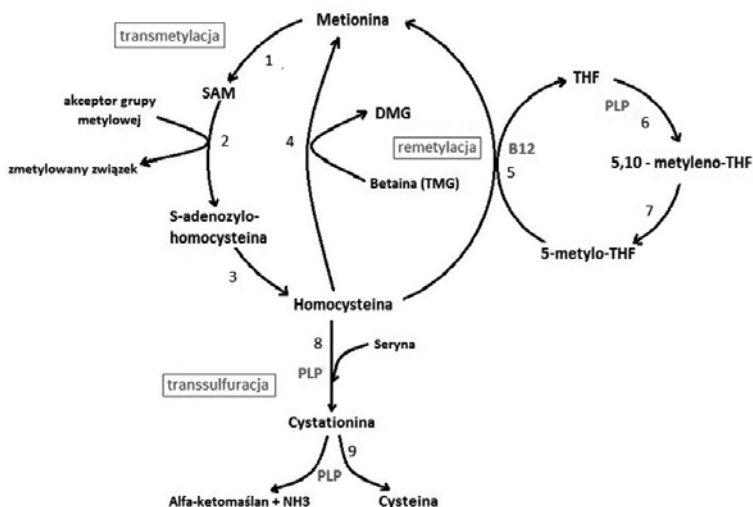 Metionina
transmetylacja
1
SAM
akceptor grupy
metylowej
2
zmetylowany związek
S-adenozylo-
homocysteina
3
4
DMG
Betaina (TMG)
remetylacja
B12
5
THF
PLP
6
5,10 - metyleno-THF
7
5-metylo-THF
Homocysteina
8
Seryna
PLP
transsulfuracja
Cystationina
9
PLP
Alfa-ketomaślan + NH3
Cysteina